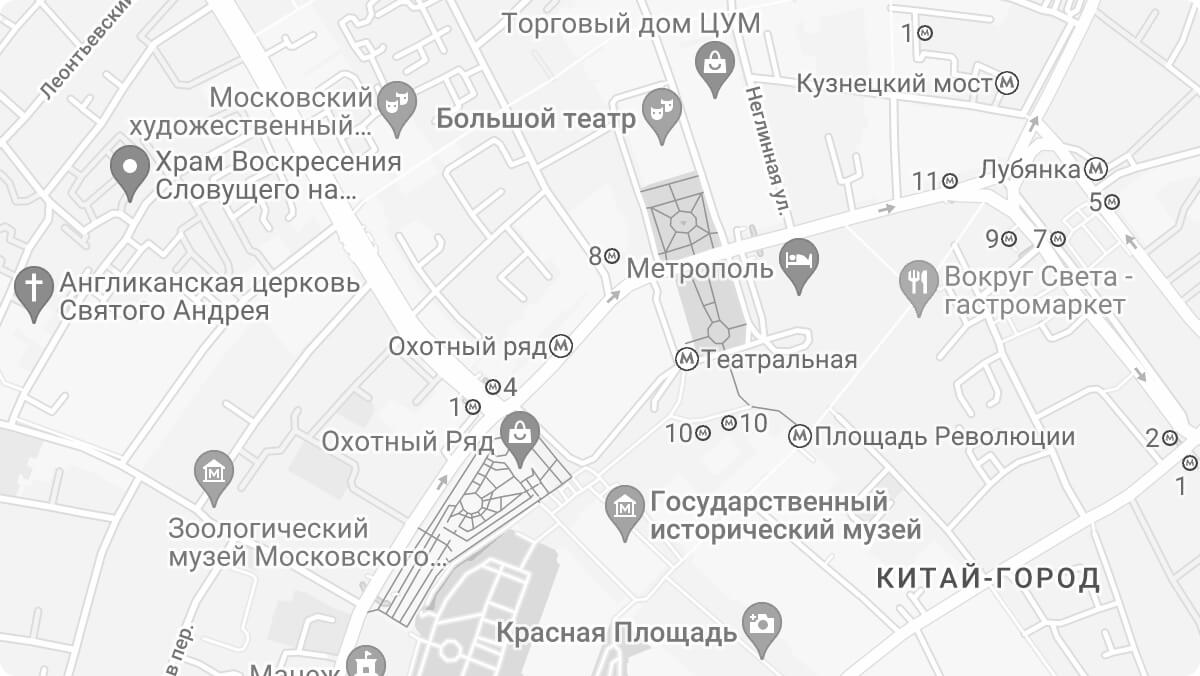 Торговый дом ЦУМ
1
Леонтьевский
Кузнецкий мост
Московский
художественный...
Большой театр
Неглинная ул.
Храм Воскресения
Словущего на...
Лубянка
11
5
9
7
8
Метрополь
Англиканская церковь
Святого Андрея
Вокруг Света -
гастромаркет
Охотный ряд
Театральная
4
1
10
10
Площадь Революции
2
Охотный Ряд
1
Государственный
исторический музей
Зоологический
музей Московского...
КИТАЙ-ГОРОД
Красная Площадь
в пер.
Манеж